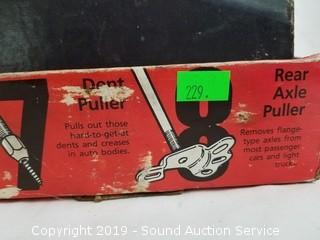 7
Dent
Puller
Pulls out those
hard-to-get-at
dents and creases
in auto bodies.
229.
8
Rear
Axle
Puller
Removes flange-
type axles from
most passenger
cars and light
trucks.
Copyright 2019 - Sound Auction Service